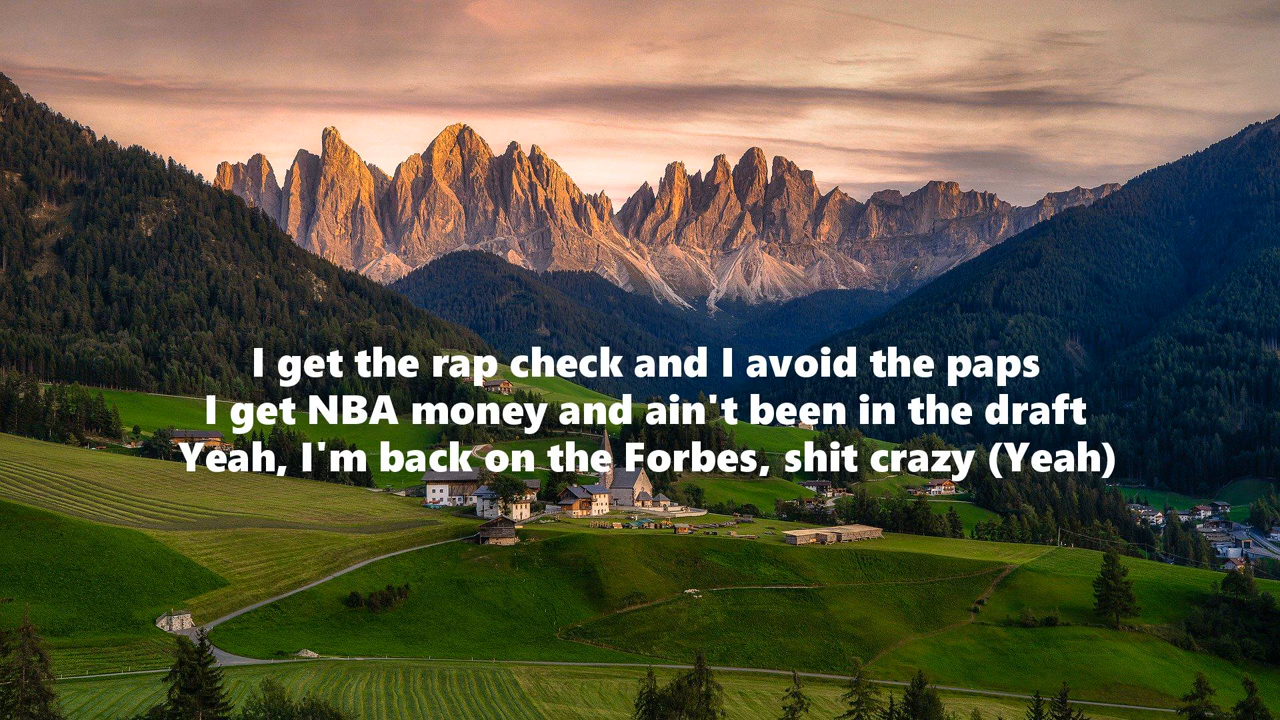 I get the rap check and I avoid the paps
I get NBA money and ain't been in the draft
Yeah, I'm back on the Forbes, shit crazy (Yeah)